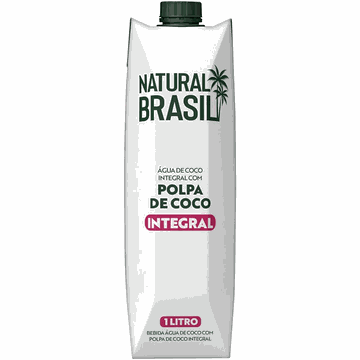 NATURAL
BRASIL
ÁGUA DE COCO
INTEGRAL COM
POLPA
DE COCO
INTEGRAL
1 LITRO
BEBIDA ÁGUA DE COCO COM
POLPA DE COCO INTEGRAL